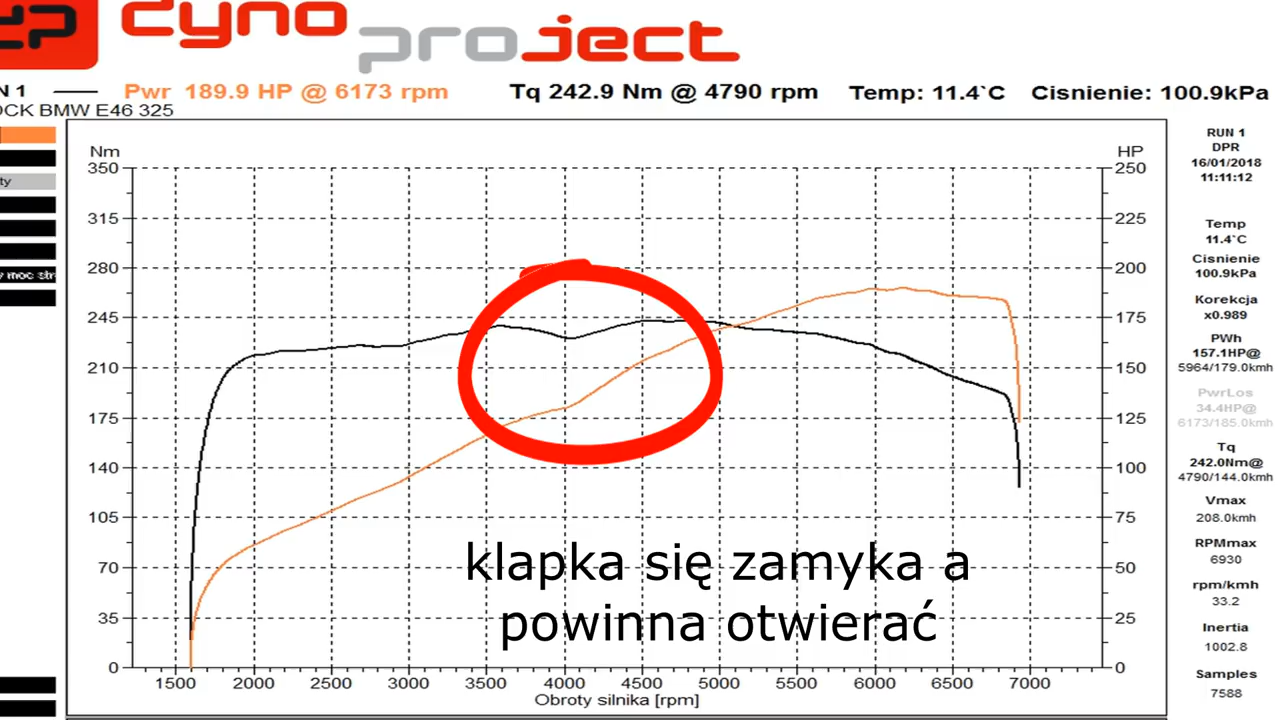 dyno
project
N 1 Pwr 189.9 HP @ 6173 rpm Tq 242.9 Nm @ 4790 rpm Temp: 11.4`C Cisnienie: 100.9kPa
OCK BMW E46 325
Nm HP
350 250
315 225
280 200
245 175
210 150
175 125
140 100
105 75
70 50
35 25
0 0
1500 2000 2500 3000 3500 4000 4500 5000 5500 6000 6500 7000
Obroty silnika [rpm]
klapka się zamyka a
powinna otwierać
ty
moc str
RUN 1
DPR
16/01/2018
11:11:12
Temp
11.4`C
Cisnienie
100.9kPa
Korekcja
x0.989
PWh
157.1HP@
5964/179.0kmh
PwrLos
34.4HP@
6173/185.0kmh
Tq
242.0Nm@
4790/144.0kmh
Vmax
208.0kmh
RPMmax
6930
rpm/kmh
33.2
Inertia
1002.8
Samples
7588